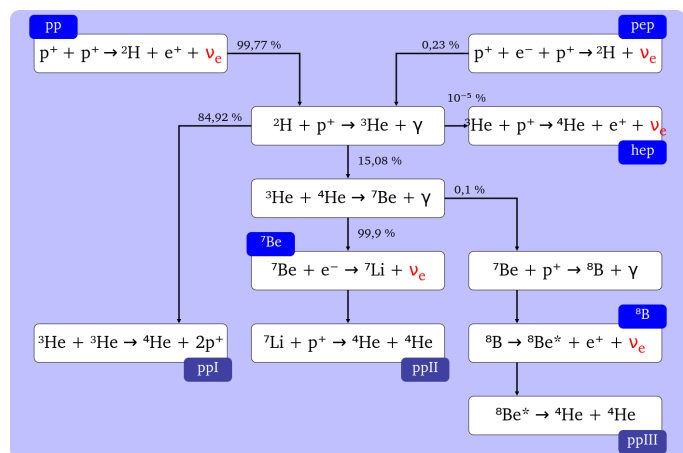 pp
pep
p⁺ + p⁺ → ²H + e⁺ + νₑ
99,77 %
0,23 %
p⁺ + e⁻ + p⁺ → ²H + νₑ
10⁻⁵ %
84,92 %
²H + p⁺ → ³He + γ
³He + p⁺ → ⁴He + e⁺ + νₑ
hep
15,08 %
³He + ⁴He → ⁷Be + γ
0,1 %
99,9 %
⁷Be
⁷Be + e⁻ → ⁷Li + νₑ
⁷Be + p⁺ → ⁸B + γ
⁸B
³He + ³He → ⁴He + 2p⁺
⁷Li + p⁺ → ⁴He + ⁴He
⁸B → ⁸Be* + e⁺ + νₑ
ppI
ppII
⁸Be* → ⁴He + ⁴He
ppIII